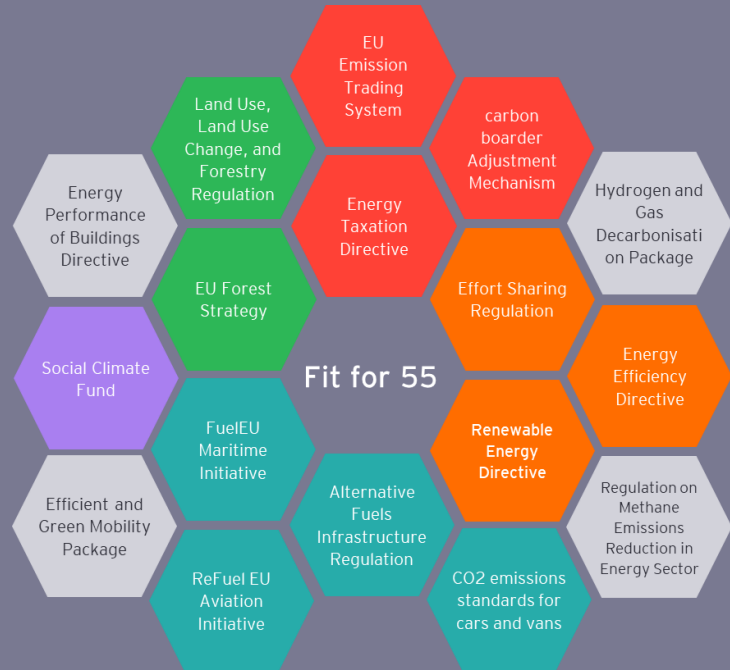 EU
Emission
Trading
System
Land Use,
Land Use
Change, and
Forestry
Regulation
carbon
boarder
Adjustment
Mechanism
Energy
Performance
of Buildings
Directive
Energy
Taxation
Directive
Hydrogen and
Gas
Decarbonisati
on Package
EU Forest
Strategy
Effort Sharing
Regulation
Social Climate
Fund
Fit for 55
Energy
Efficiency
Directive
FuelEU
Maritime
Initiative
Renewable
Energy
Directive
Efficient and
Green Mobility
Package
Alternative
Fuels
Infrastructure
Regulation
Regulation on
Methane
Emissions
Reduction in
Energy Sector
ReFuel EU
Aviation
Initiative
CO2 emissions
standards for
cars and vans